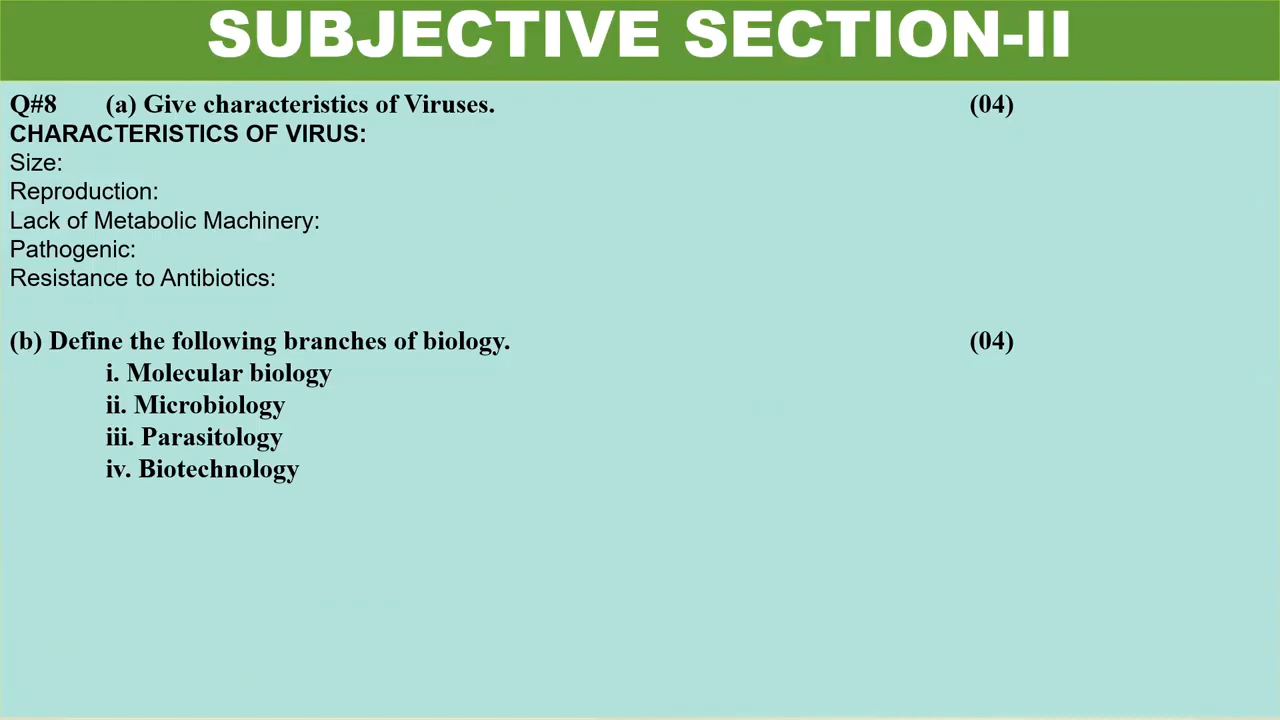 SUBJECTIVE SECTION-II
Q#8 (a) Give characteristics of Viruses. (04)
CHARACTERISTICS OF VIRUS:
Size:
Reproduction:
Lack of Metabolic Machinery:
Pathogenic:
Resistance to Antibiotics:
(b) Define the following branches of biology. (04)
i. Molecular biology
ii. Microbiology
iii. Parasitology
iv. Biotechnology